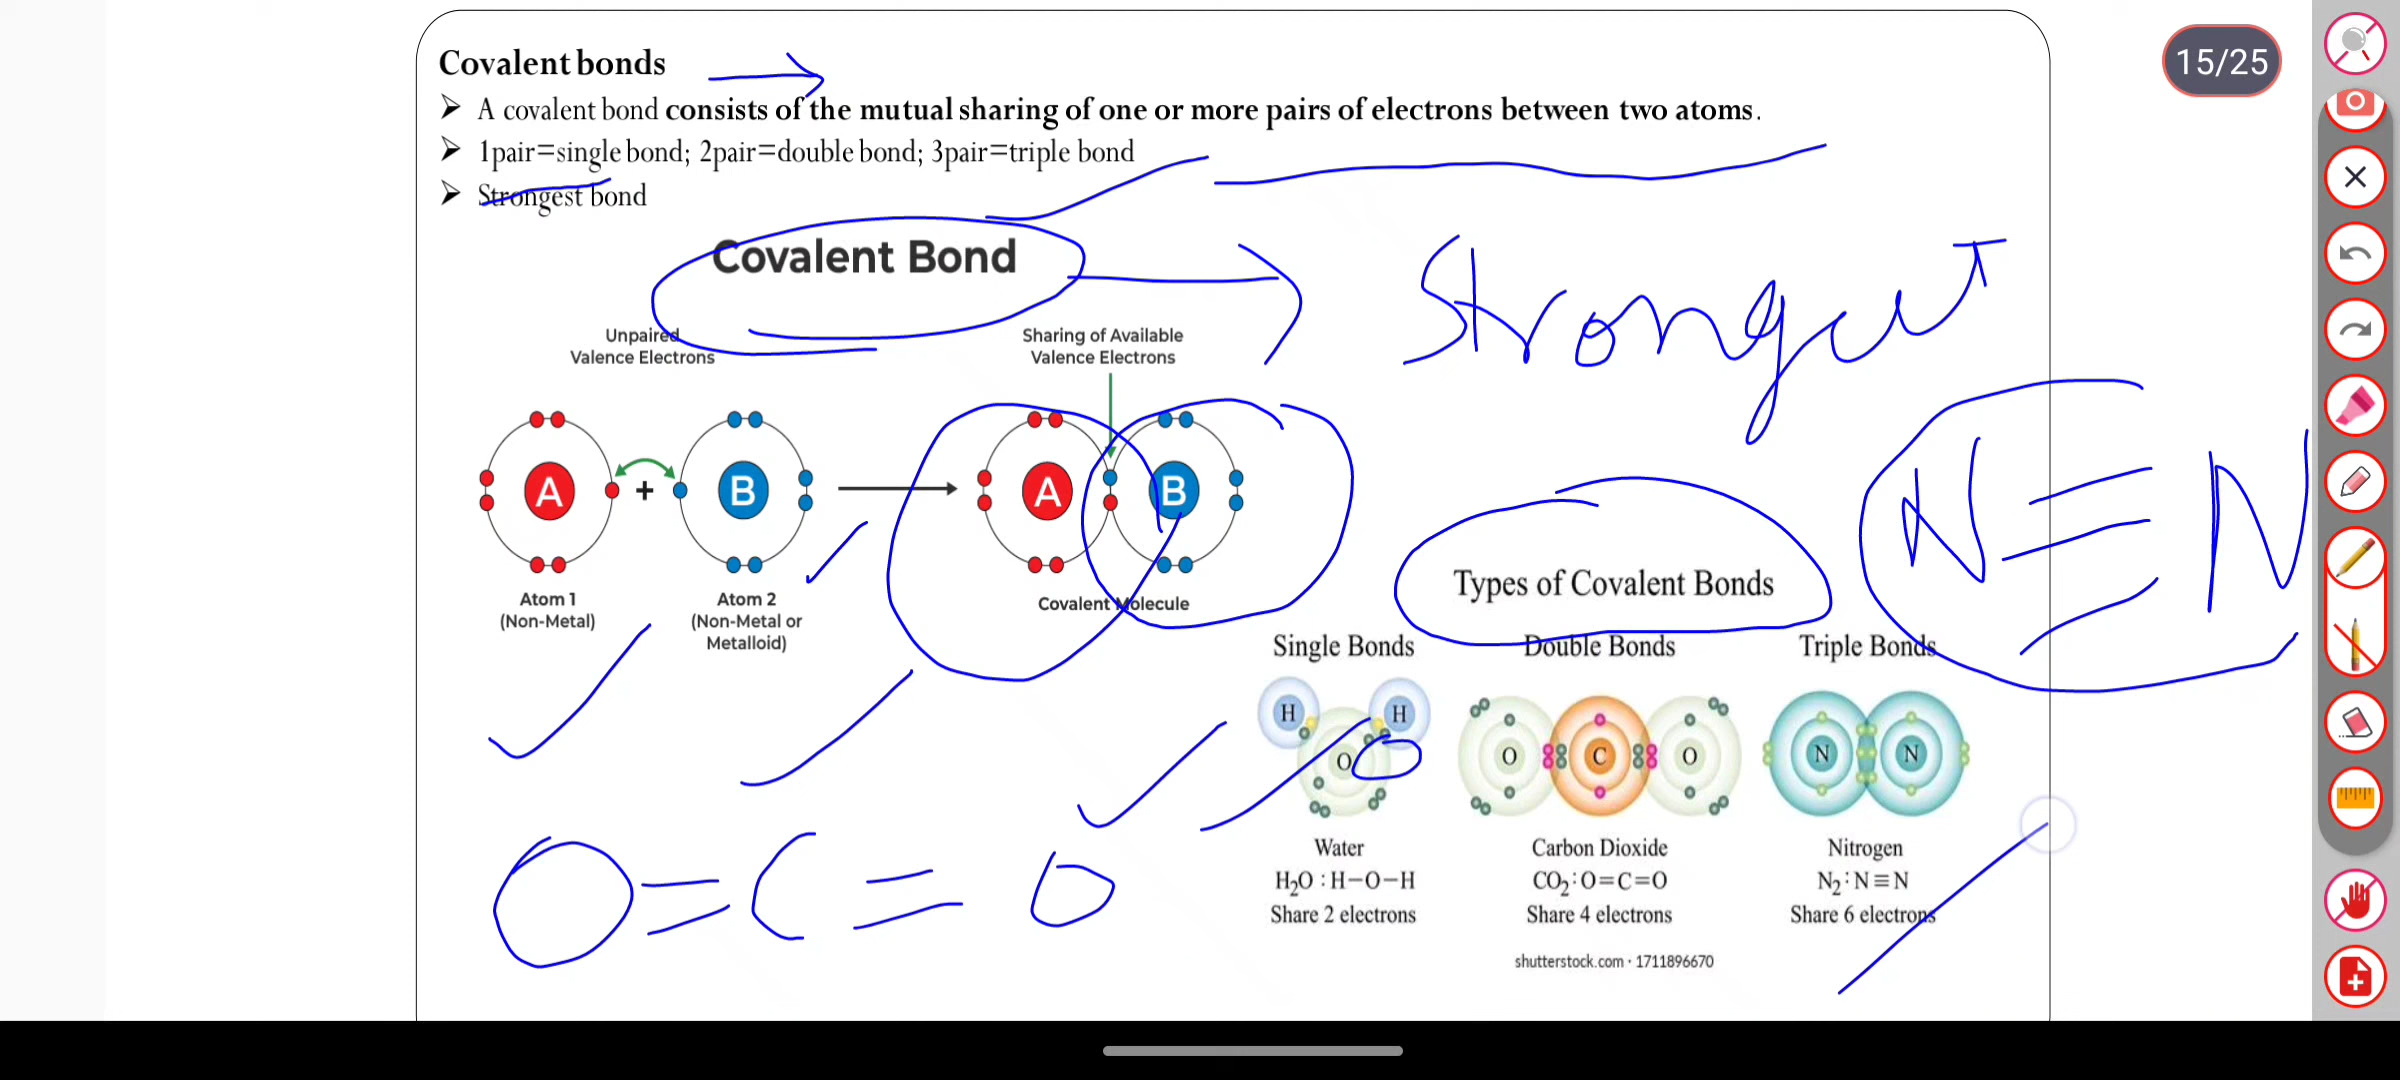 Covalent bonds
15/25
➤ A covalent bond consists of the mutual sharing of one or more pairs of electrons between two atoms.
➤ 1pair=single bond; 2pair=double bond; 3pair=triple bond
➤ Strongest bond
Covalent Bond
Unpaired
Valence Electrons
Sharing of Available
Valence Electrons
A + B → A B
Atom 1
(Non-Metal)
Atom 2
(Non-Metal or
Metalloid)
Covalent Molecule
N≡N
Types of Covalent Bonds
Single Bonds
Double Bonds
Triple Bonds
H H
O
O C O
N N
O=C=O
Water
H₂O : H−O−H
Share 2 electrons
Carbon Dioxide
CO₂ : O=C=O
Share 4 electrons
Nitrogen
N₂ : N≡N
Share 6 electrons
shutterstock.com · 1711896670